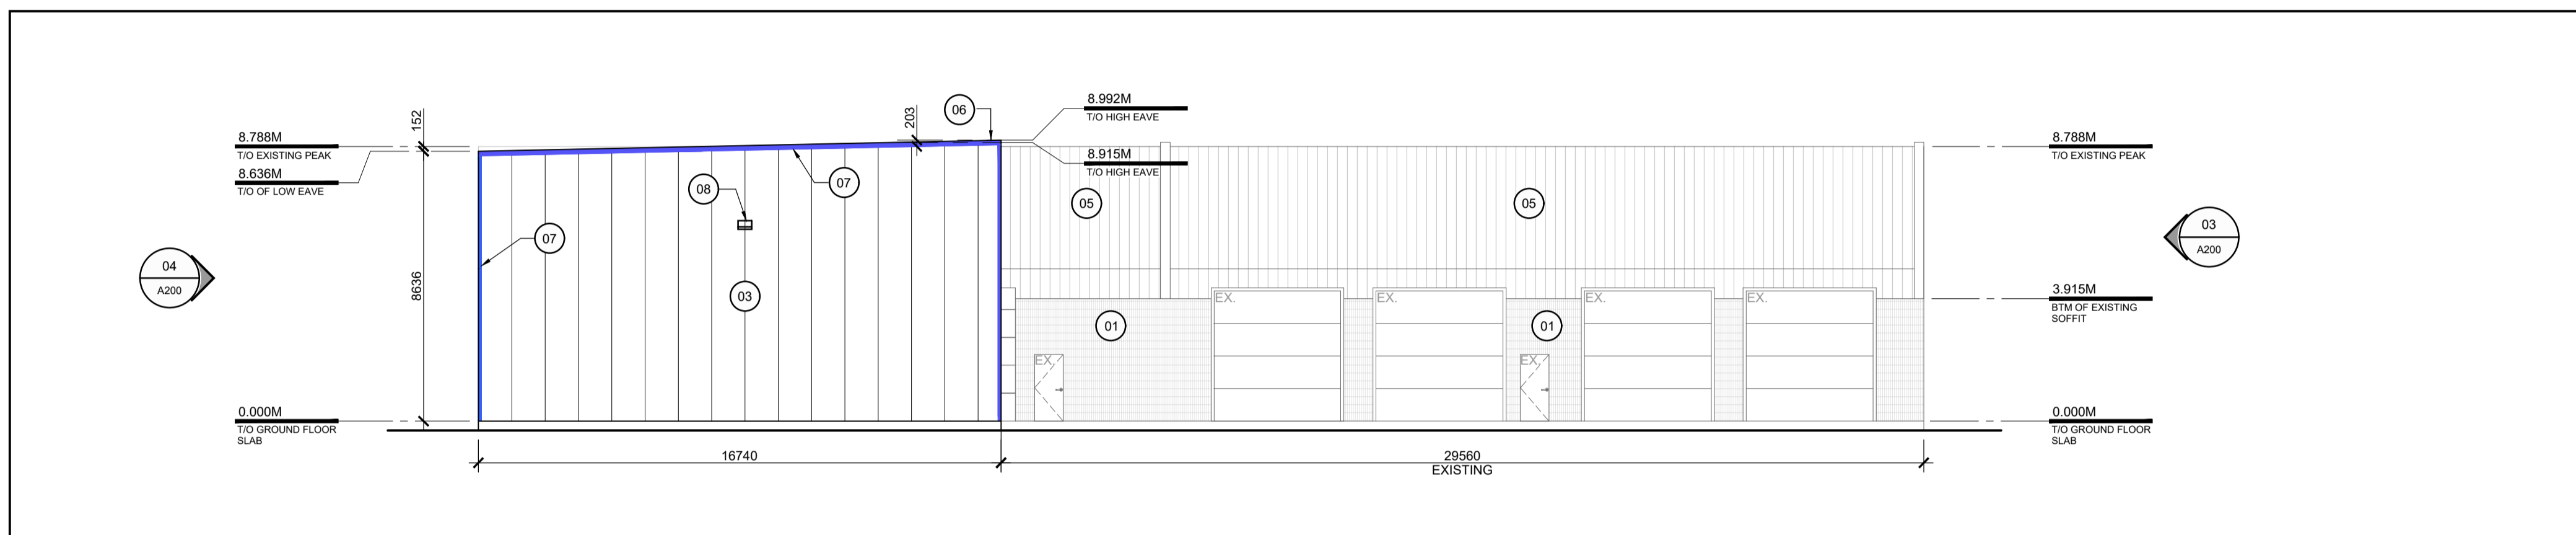 152
203
06
8.992M
T/O HIGH EAVE
8.788M
T/O EXISTING PEAK
8.788M
T/O EXISTING PEAK
8.915M
T/O HIGH EAVE
8.636M
T/O OF LOW EAVE
08
07
05
05
07
03
A200
04
A200
8636
03
3.915M
BTM OF EXISTING
SOFFIT
EX.
EX.
EX.
EX.
01
01
EX.
EX.
0.000M
T/O GROUND FLOOR
SLAB
0.000M
T/O GROUND FLOOR
SLAB
16740
29560
EXISTING